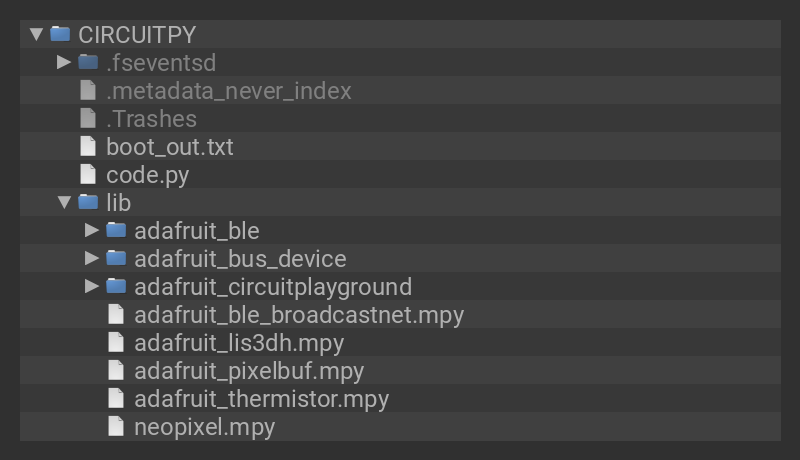 CIRCUITPY
.fseventsd
.metadata_never_index
.Trashes
boot_out.txt
code.py
lib
adafruit_ble
adafruit_bus_device
adafruit_circuitplayground
adafruit_ble_broadcastnet.mpy
adafruit_lis3dh.mpy
adafruit_pixelbuf.mpy
adafruit_thermistor.mpy
neopixel.mpy